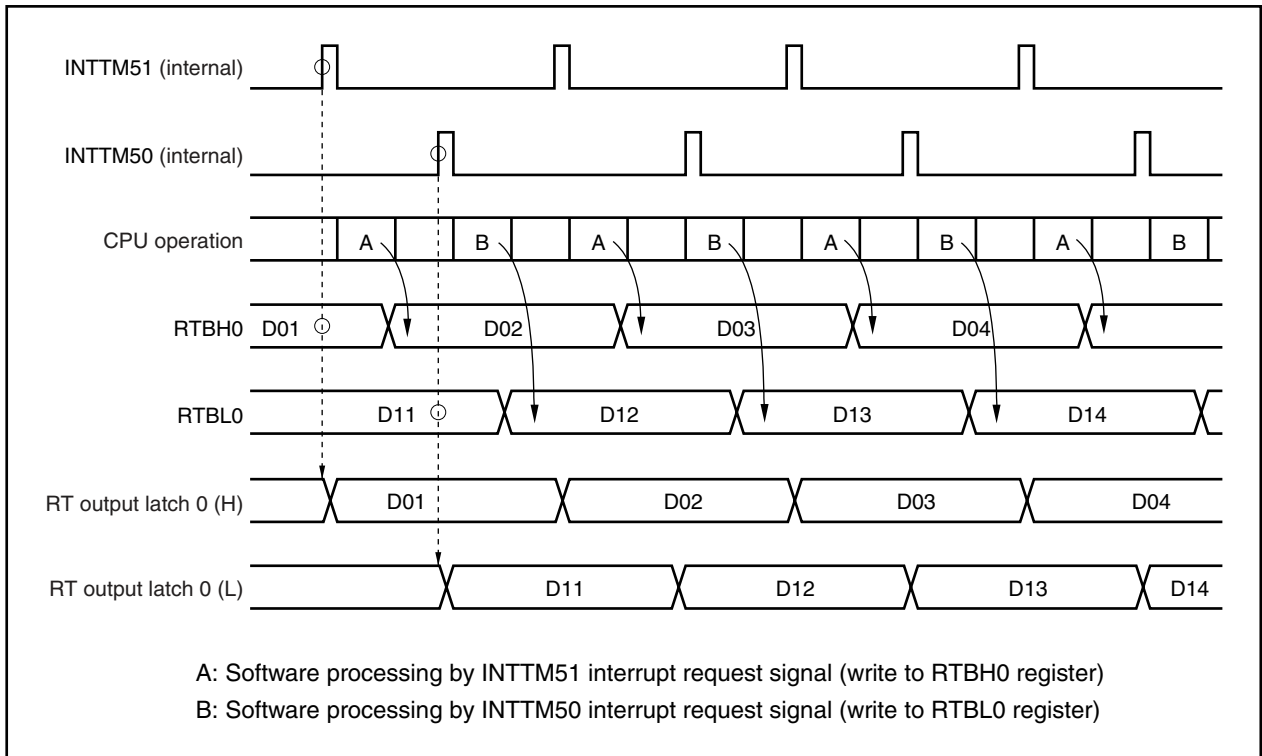 INTTM51 (internal)
INTTM50 (internal)
CPU operation A B A B A B A B
RTBH0 D01 D02 D03 D04
RTBL0 D11 D12 D13 D14
RT output latch 0 (H) D01 D02 D03 D04
RT output latch 0 (L) D11 D12 D13 D14
A: Software processing by INTTM51 interrupt request signal (write to RTBH0 register)
B: Software processing by INTTM50 interrupt request signal (write to RTBL0 register)